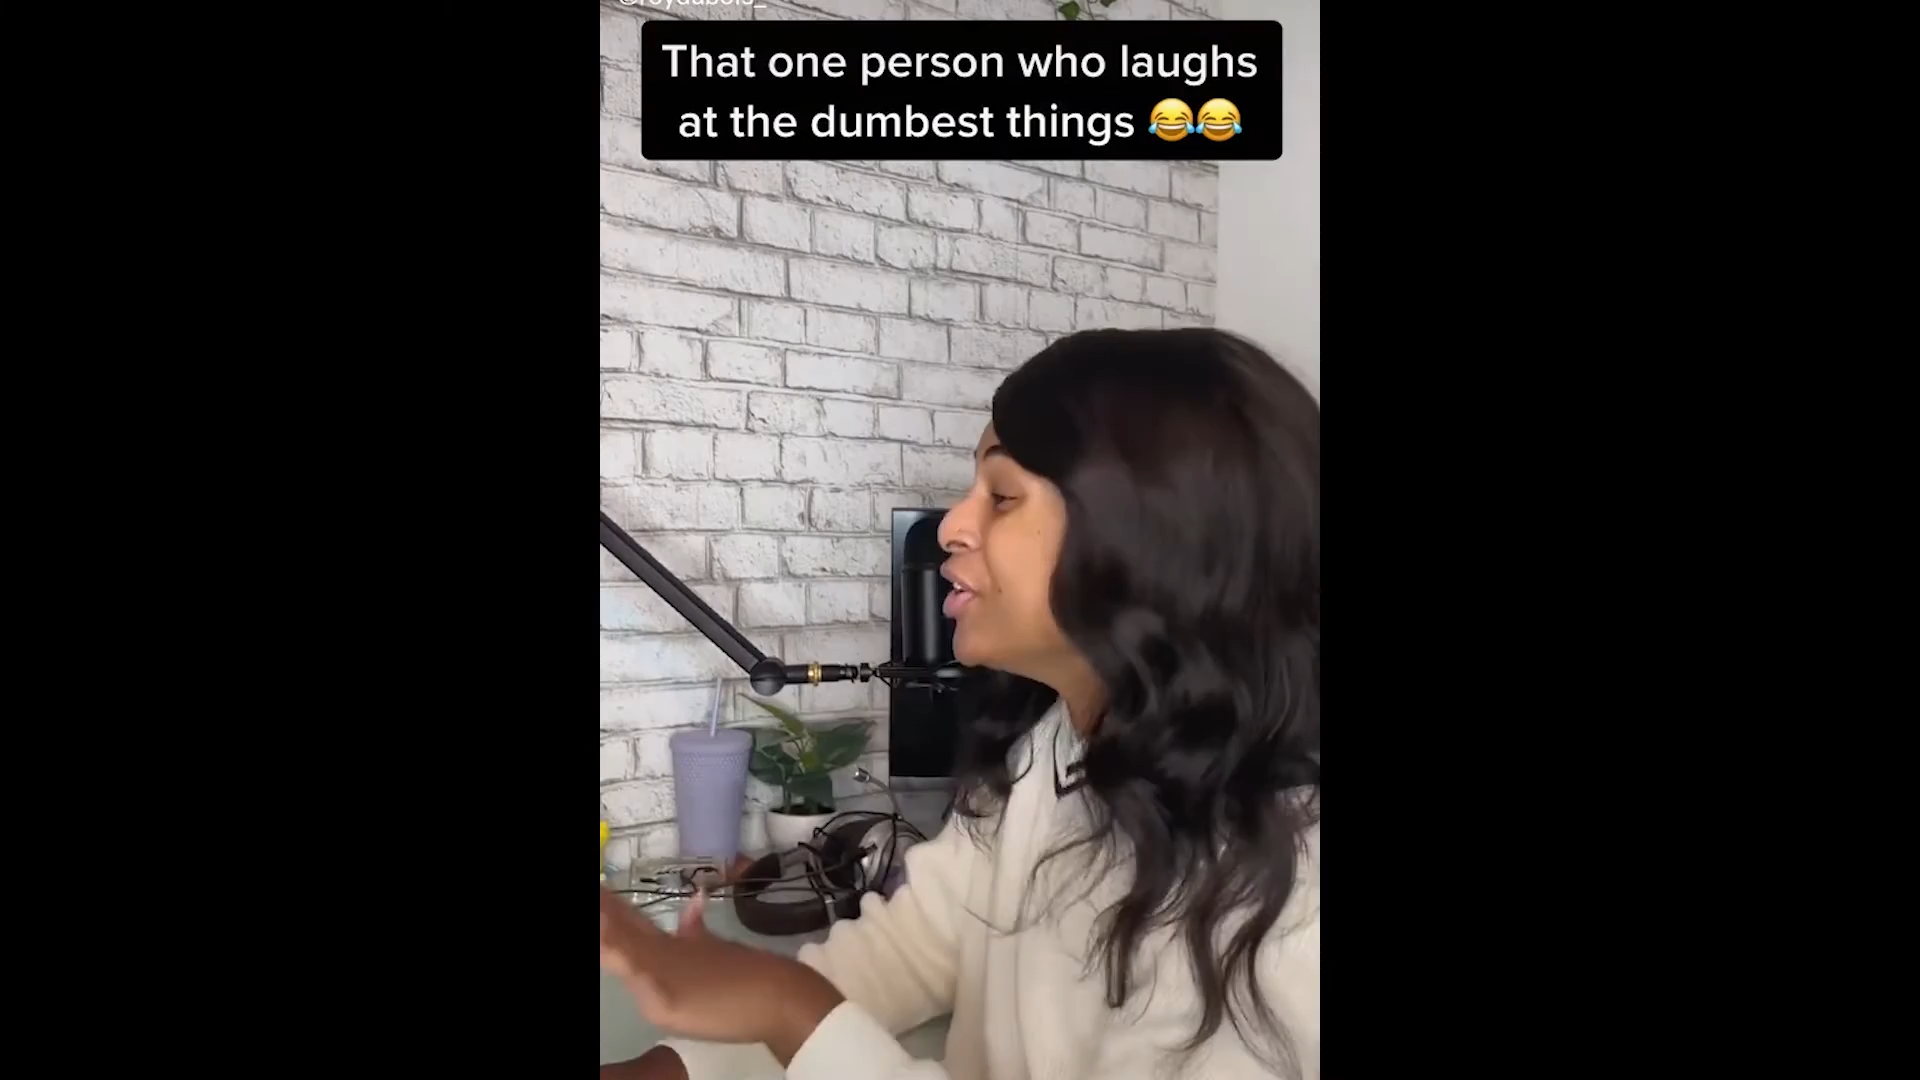 That one person who laughs
at the dumbest things 😂😂